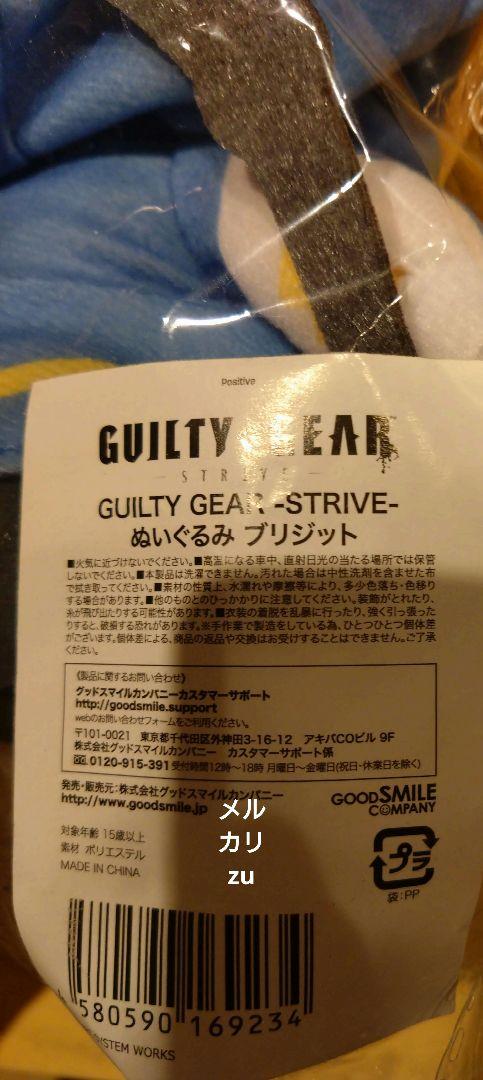 Positive
GUILTY GEAR
STRIVE
GUILTY GEAR -STRIVE-
ぬいぐるみ ブリジット
■火気に近づけないでください。■高温になる車中、直射日光の当たる場所では保管
しないでください。■本製品は洗濯できません。汚れた場合は中性洗剤を含ませた布
で拭き取ってください。■素材の性質上、水濡れや摩擦等により、多少色落ち・色移り
する場合があります。■他のものとのひっかかりに注意してください。装飾がとれたり、
糸が飛び出たりする可能性があります。■衣装の着脱を乱暴に行ったり、強く引っ張った
りすると、破損する恐れがあります。※手作業で製造をしている為、ひとつひとつ個体差
がございます。個体差による、商品の返品や交換はお受けすることはできません。ご了承
ください。
《製品に関するお問い合わせ》
グッドスマイルカンパニーカスタマーサポート
http://goodsmile.support
webのお問い合わせフォームをご利用ください。
〒101-0021 東京都千代田区外神田3-16-12 アキバCOビル 9F
株式会社グッドスマイルカンパニー カスタマーサポート係
0120-915-391 受付時間12時〜18時 月曜日〜金曜日(祝日・休業日を除く)
発売・販売元：株式会社グッドスマイルカンパニー
http://www.goodsmile.jp
GOODSMILE
COMPANY
メル
カリ
zu
対象年齢 15歳以上
素材 ポリエステル
MADE IN CHINA
プラ
袋：PP
580590 169234
SYSTEM WORKS